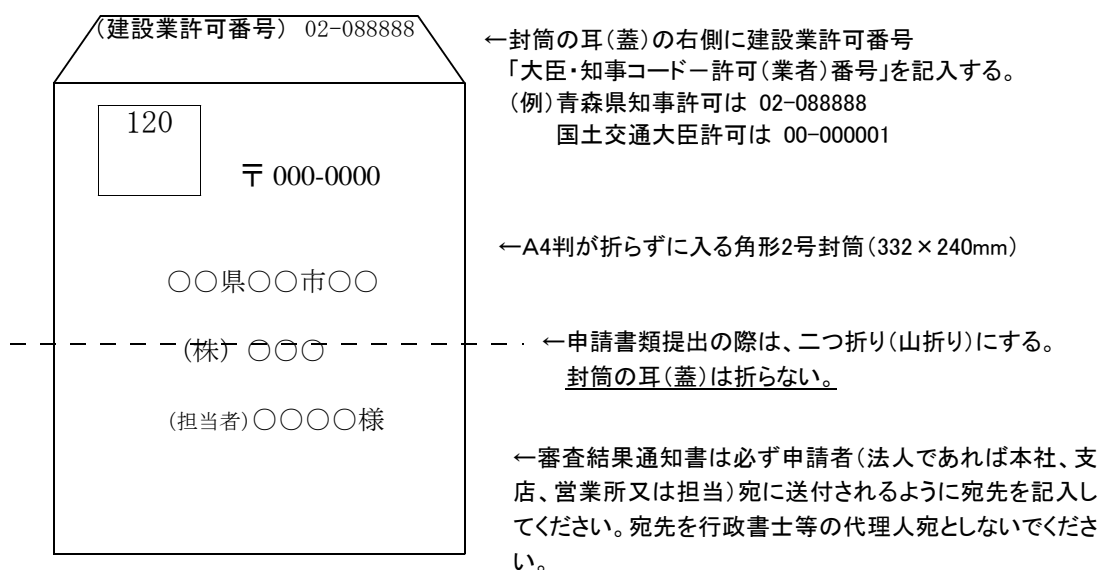 (建設業許可番号) 02-088888
←封筒の耳(蓋)の右側に建設業許可番号
「大臣・知事コード－許可(業者)番号」を記入する。
(例)青森県知事許可は 02-088888
国土交通大臣許可は 00-000001
120
〒 000-0000
←A4判が折らずに入る角形2号封筒(332×240mm)
○○県○○市○○
(株) ○○○
←申請書類提出の際は、二つ折り(山折り)にする。
封筒の耳(蓋)は折らない。
(担当者)○○○○様
←審査結果通知書は必ず申請者(法人であれば本社、支
店、営業所又は担当)宛に送付されるように宛先を記入し
てください。宛先を行政書士等の代理人宛としないでくださ
い。